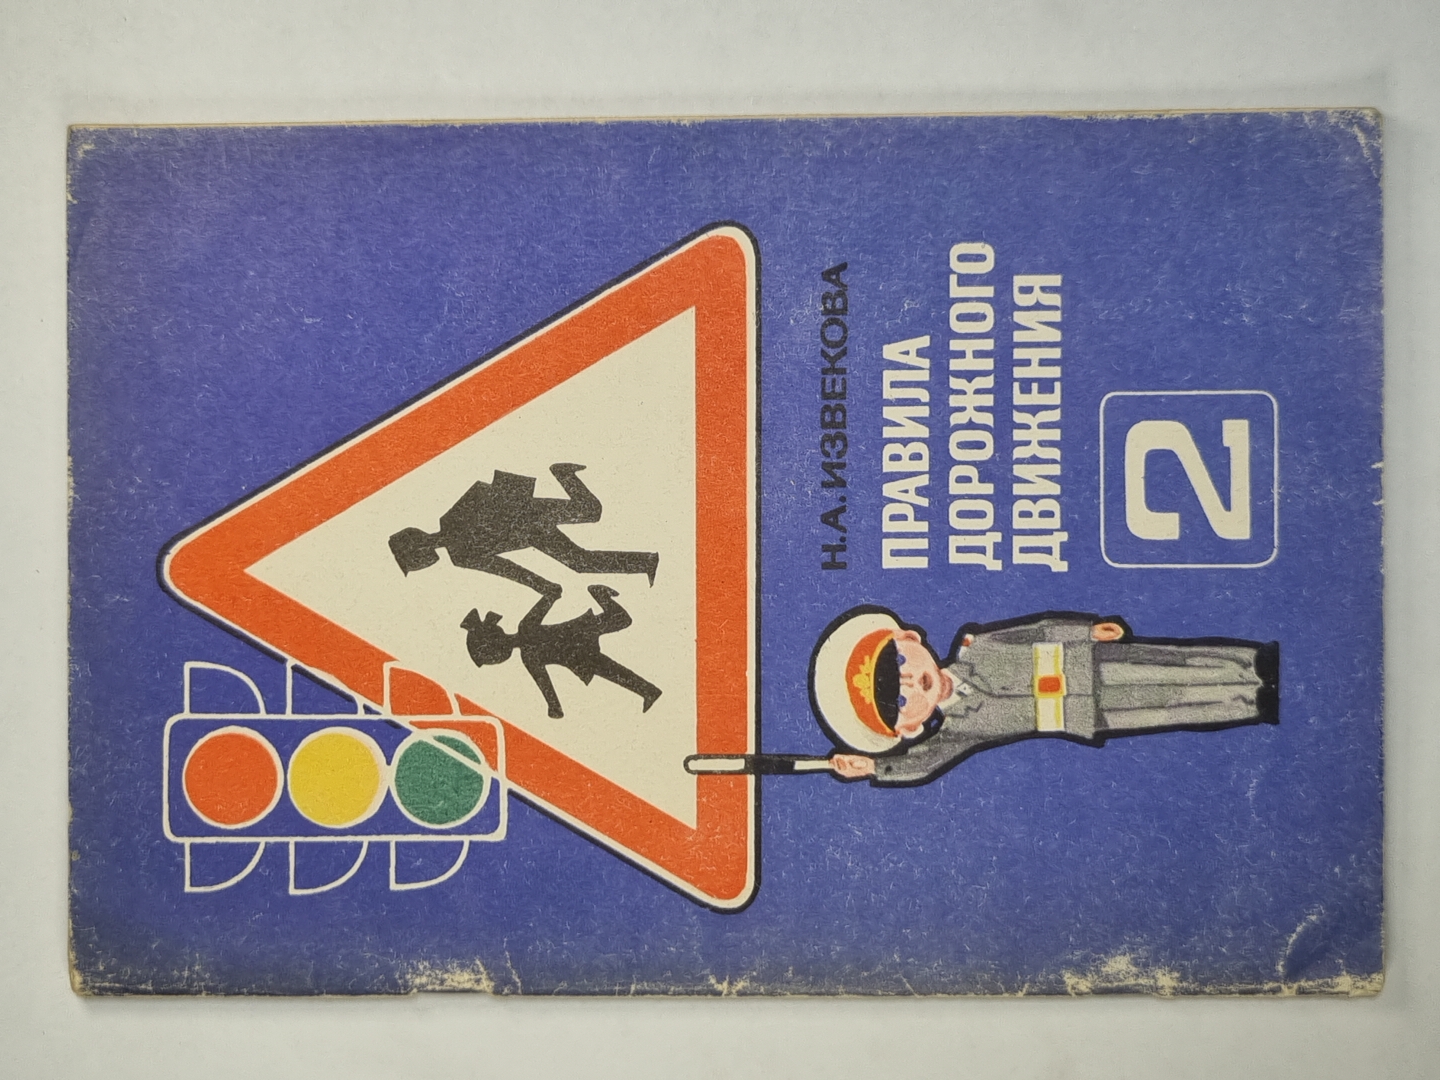 Н.А.ИЗВЕКОВА
ПРАВИЛА
ДОРОЖНОГО
ДВИЖЕНИЯ
2